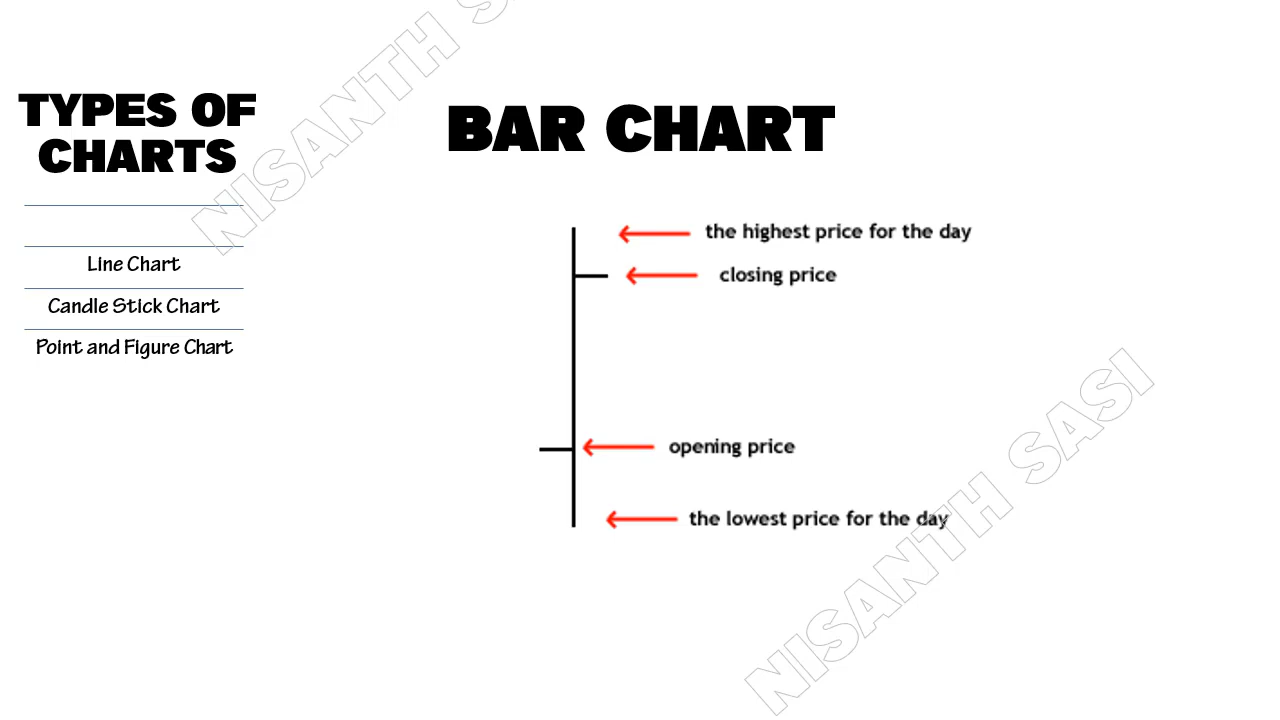 TYPES OF
CHARTS
Line Chart
Candle Stick Chart
Point and Figure Chart
BAR CHART
the highest price for the day
closing price
opening price
the lowest price for the day
NISANTH S
NISANTH SASI